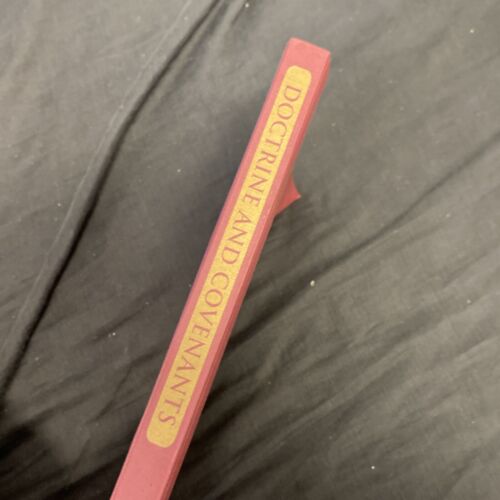 DOCTRINE AND COVENANTS